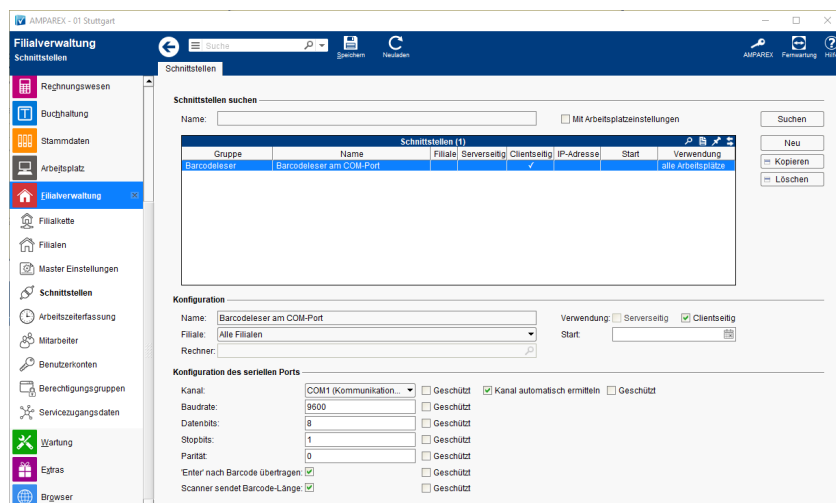 AMPAREX - 01 Stuttgart
Filialverwaltung
Schnittstellen
Suche
Speichern
Neuladen
AMPAREX
Fernwartung
Hilfe
Schnittstellen
Rechnungswesen
Buchhaltung
Stammdaten
Arbeitsplatz
Filialverwaltung
Filialkette
Filialen
Master Einstellungen
Schnittstellen
Arbeitszeiterfassung
Mitarbeiter
Benutzerkonten
Berechtigungsgruppen
Servicezugangsdaten
Wartung
Extras
Browser
Schnittstellen suchen
Name: Mit Arbeitsplatzeinstellungen Suchen
Schnittstellen (1) Neu
Gruppe Name Filiale Serverseitig Clientseitig IP-Adresse Start Verwendung Kopieren
Barcodeleser Barcodeleser am COM-Port ✓ alle Arbeitsplätze
Löschen
Konfiguration
Name: Barcodeleser am COM-Port Verwendung: Serverseitig Clientseitig
Filiale: Alle Filialen Start:
Rechner:
Konfiguration des seriellen Ports
Kanal: COM1 (Kommunikation... Geschützt Kanal automatisch ermitteln Geschützt
Baudrate: 9600 Geschützt
Datenbits: 8 Geschützt
Stopbits: 1 Geschützt
Parität: 0 Geschützt
'Enter' nach Barcode übertragen: Geschützt
Scanner sendet Barcode-Länge: Geschützt